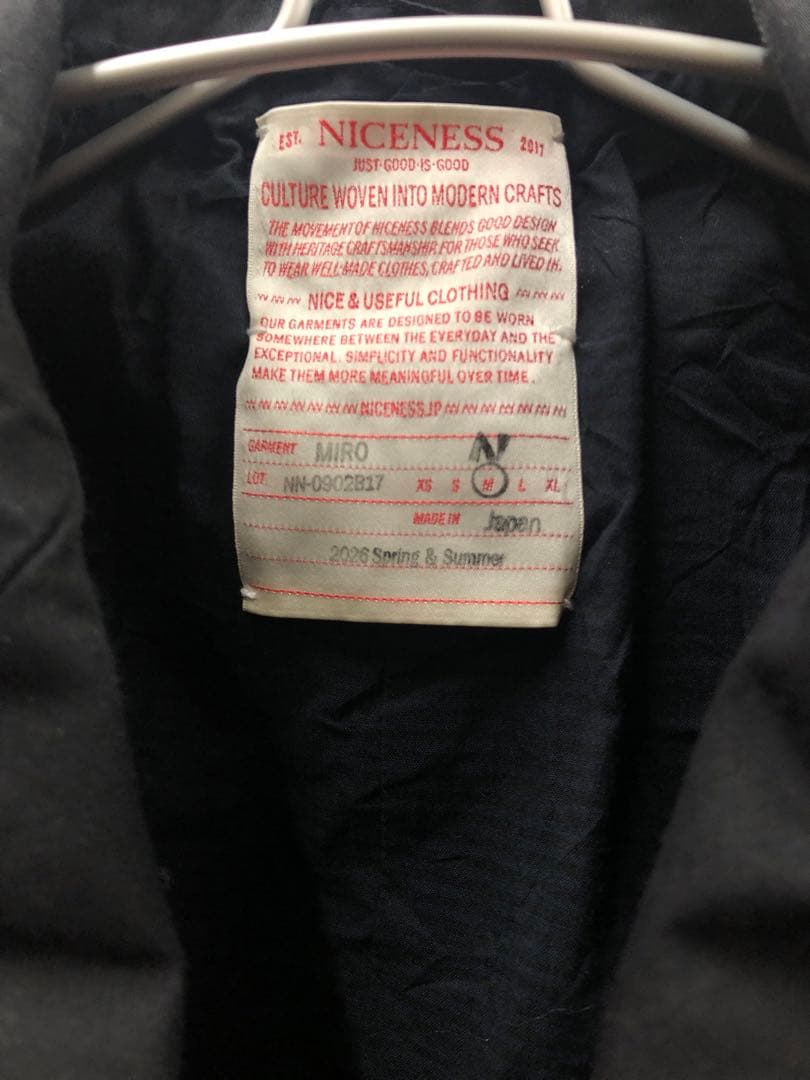 EST. NICENESS 2017
JUST·GOOD·IS·GOOD
CULTURE WOVEN INTO MODERN CRAFTS
THE MOVEMENT OF NICENESS BLENDS GOOD DESIGN
WITH HERITAGE CRAFTSMANSHIP, FOR THOSE WHO SEEK
TO WEAR WELL-MADE CLOTHES, CRAFTED AND LIVED IN.
NICE & USEFUL CLOTHING
OUR GARMENTS ARE DESIGNED TO BE WORN
SOMEWHERE BETWEEN THE EVERYDAY AND THE
EXCEPTIONAL. SIMPLICITY AND FUNCTIONALITY
MAKE THEM MORE MEANINGFUL OVER TIME.
NICENESS.JP
GARMENT MIRO N
LOT NN-0902B17 XS S M L XL
MADE IN Japan
2026 Spring & Summer